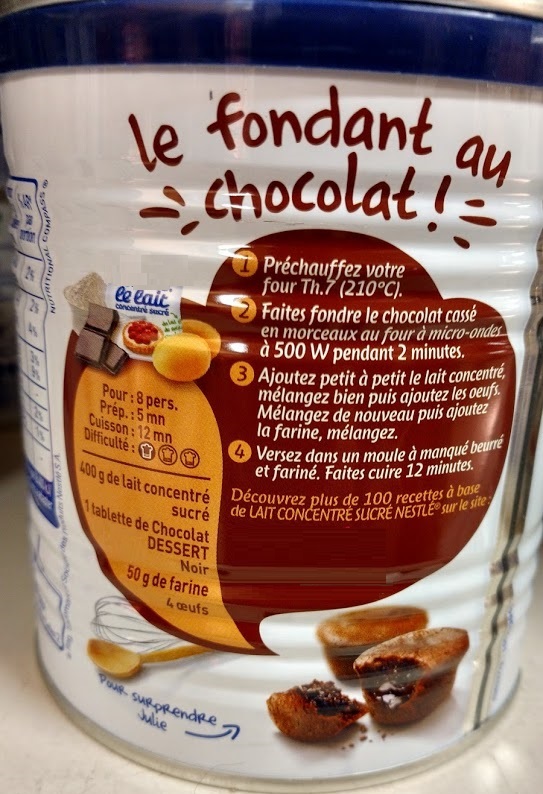 le fondant au
chocolat !
1 Préchauffez votre
four Th.7 (210°C).
2 Faites fondre le chocolat cassé
en morceaux au four à micro-ondes
à 500 W pendant 2 minutes.
3 Ajoutez petit à petit le lait concentré,
mélangez bien puis ajoutez les oeufs.
Mélangez de nouveau puis ajoutez
la farine, mélangez.
4 Versez dans un moule à manqué beurré
et fariné. Faites cuire 12 minutes.
Découvrez plus de 100 recettes à base
de LAIT CONCENTRÉ SUCRÉ NESTLÉ® sur le site :
le lait
concentré sucré
Pour : 8 pers.
Prép. : 5 mn
Cuisson : 12 mn
Difficulté :
400 g de lait concentré
sucré
1 tablette de Chocolat
DESSERT
Noir
50 g de farine
4 œufs
Pour surprendre
Julie
NUTRITIONAL COMPASS ®